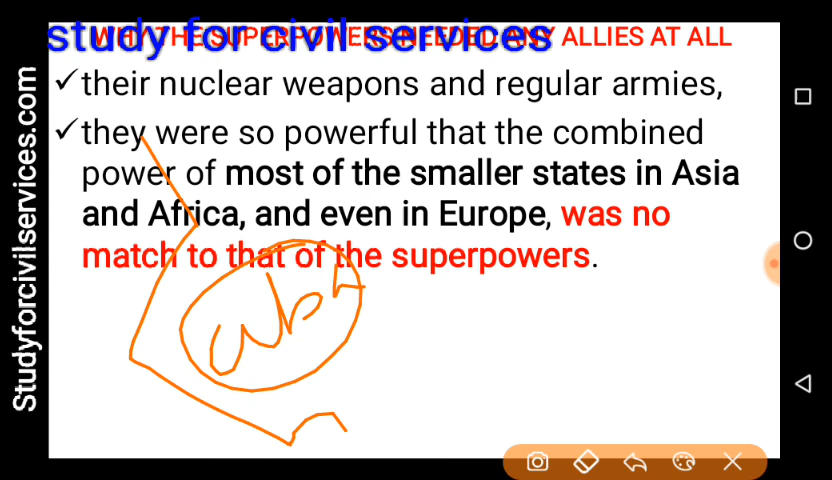 study for civil services
WHY THE SUPERPOWERS NEEDED ANY ALLIES AT ALL
✓their nuclear weapons and regular armies,
✓they were so powerful that the combined
power of most of the smaller states in Asia
and Africa, and even in Europe, was no
match to that of the superpowers.
Studyforcivilservices.com